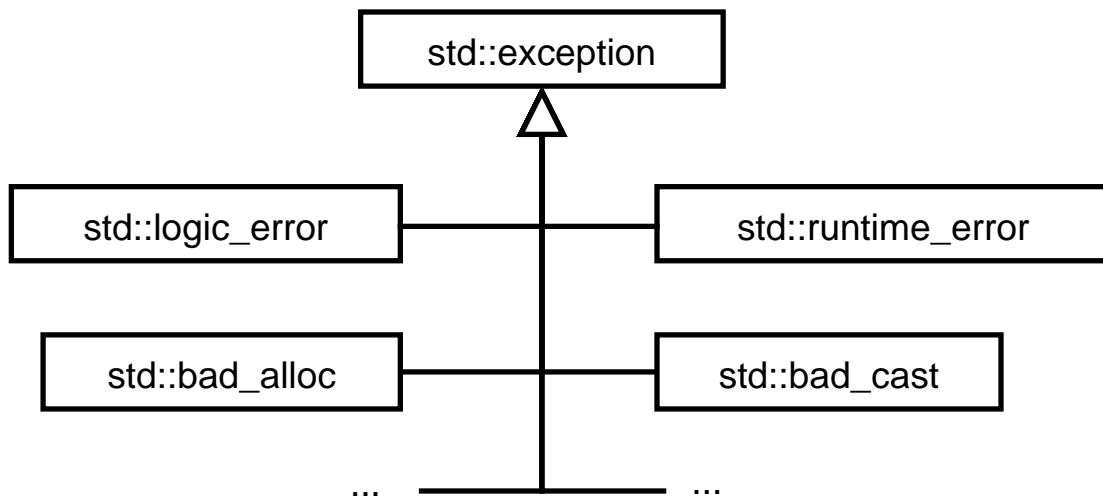 std::exception
std::logic_error
std::runtime_error
std::bad_alloc
std::bad_cast
...
...